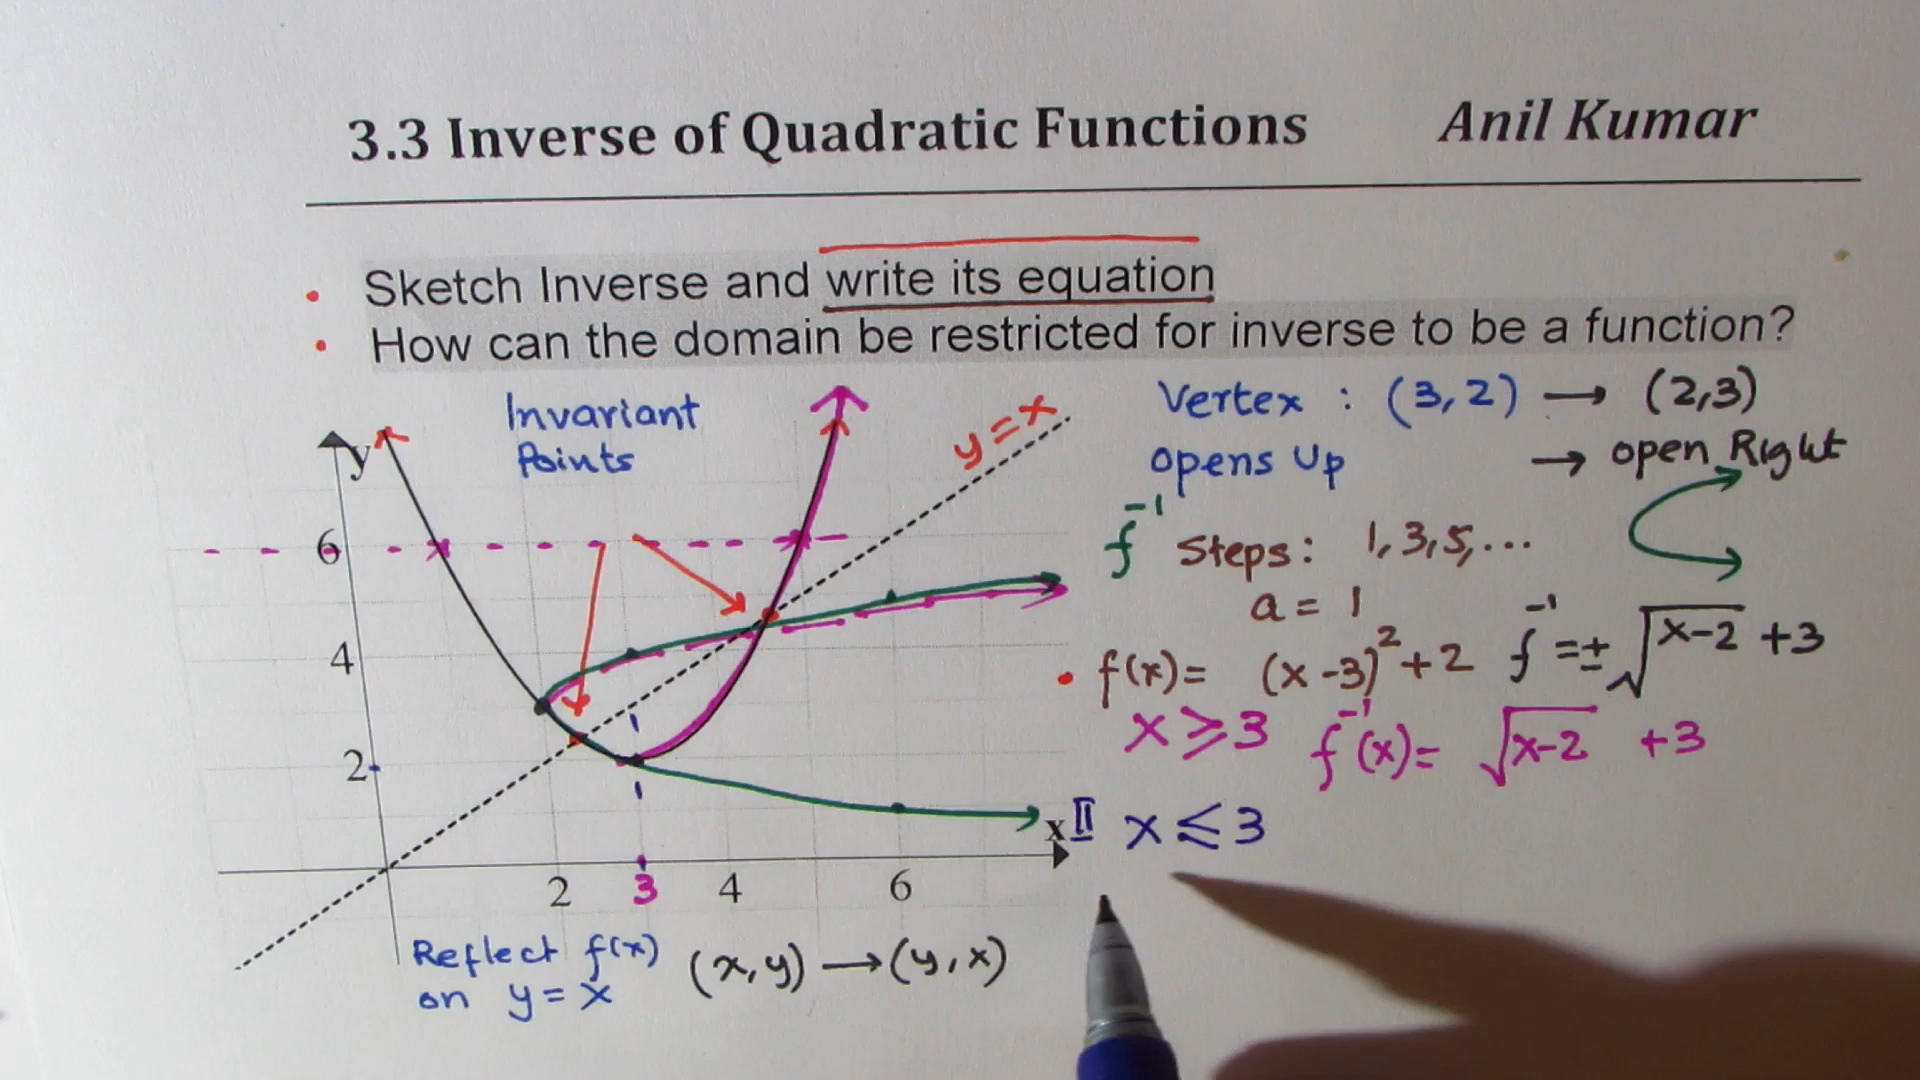 3.3 Inverse of Quadratic Functions Anil Kumar
• Sketch Inverse and write its equation
• How can the domain be restricted for inverse to be a function?
Invariant
Points
y
6
4
2
2 3 4 6
x
y = x
Vertex : (3, 2) → (2,3)
opens Up → open Right
f⁻¹ Steps: 1,3,5,...
a = 1
• f(x) = (x-3)²+2 f⁻¹ = ±√x-2 +3
x ⩾ 3 f⁻¹(x) = √x-2 +3
II x ⩽ 3
Reflect f(x) (x,y) → (y,x)
on y = x